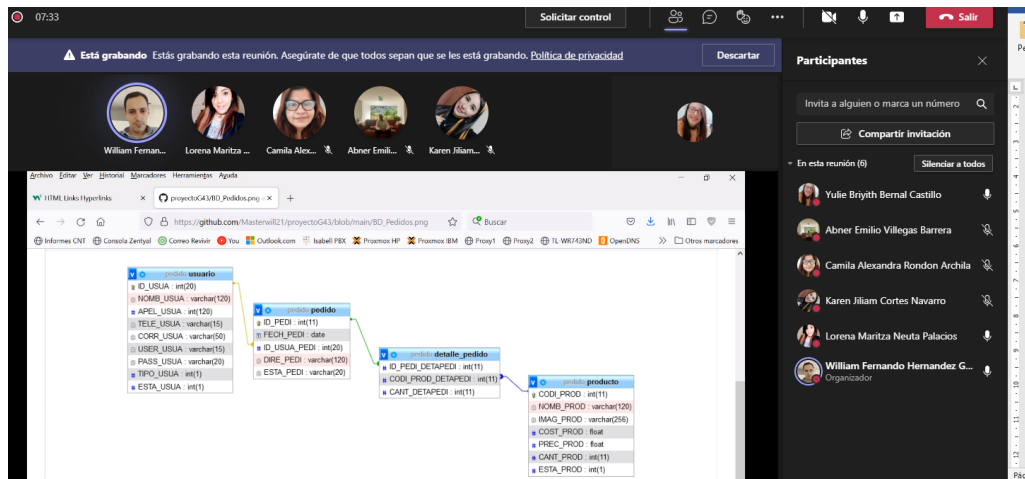 07:33
Solicitar control
Salir
Está grabando Estás grabando esta reunión. Asegúrate de que todos sepan que se les está grabando. Política de privacidad
Descartar
William Fernan...
Lorena Maritza ...
Camila Alex...
Abner Emili...
Karen Jiliam...
Archivo Editar Ver Historial Marcadores Herramientas Ayuda
HTML Links Hyperlinks
proyectoG43/BD_Pedidos.png
https://github.com/Masterwill21/proyectoG43/blob/main/BD_Pedidos.png
Buscar
Informes CNT Consola Zentyal Correo Revivir You Outlook.com Isabell PBX Proxmox HP Proxmox IBM Proxy1 Proxy2 TL-WR743ND OpenDNS Otros marcadores
pedido usuario
ID_USUA : int(20)
NOMB_USUA : varchar(120)
APEL_USUA : int(120)
TELE_USUA : varchar(15)
CORR_USUA : varchar(50)
USER_USUA : varchar(15)
PASS_USUA : varchar(20)
TIPO_USUA : int(1)
ESTA_USUA : int(1)
pedido pedido
ID_PEDI : int(11)
FECH_PEDI : date
ID_USUA_PEDI : int(20)
DIRE_PEDI : varchar(120)
ESTA_PEDI : varchar(20)
pedido detalle_pedido
ID_PEDI_DETAPEDI : int(11)
CODI_PROD_DETAPEDI : int(11)
CANT_DETAPEDI : int(11)
pedido producto
CODI_PROD : int(11)
NOMB_PROD : varchar(120)
IMAG_PROD : varchar(256)
COST_PROD : float
PREC_PROD : float
CANT_PROD : int(11)
ESTA_PROD : int(1)
Participantes
Invita a alguien o marca un número
Compartir invitación
En esta reunión (6)
Silenciar a todos
Yulie Briyith Bernal Castillo
Abner Emilio Villegas Barrera
Camila Alexandra Rondon Archila
Karen Jiliam Cortes Navarro
Lorena Maritza Neuta Palacios
William Fernando Hernandez G...
Organizador